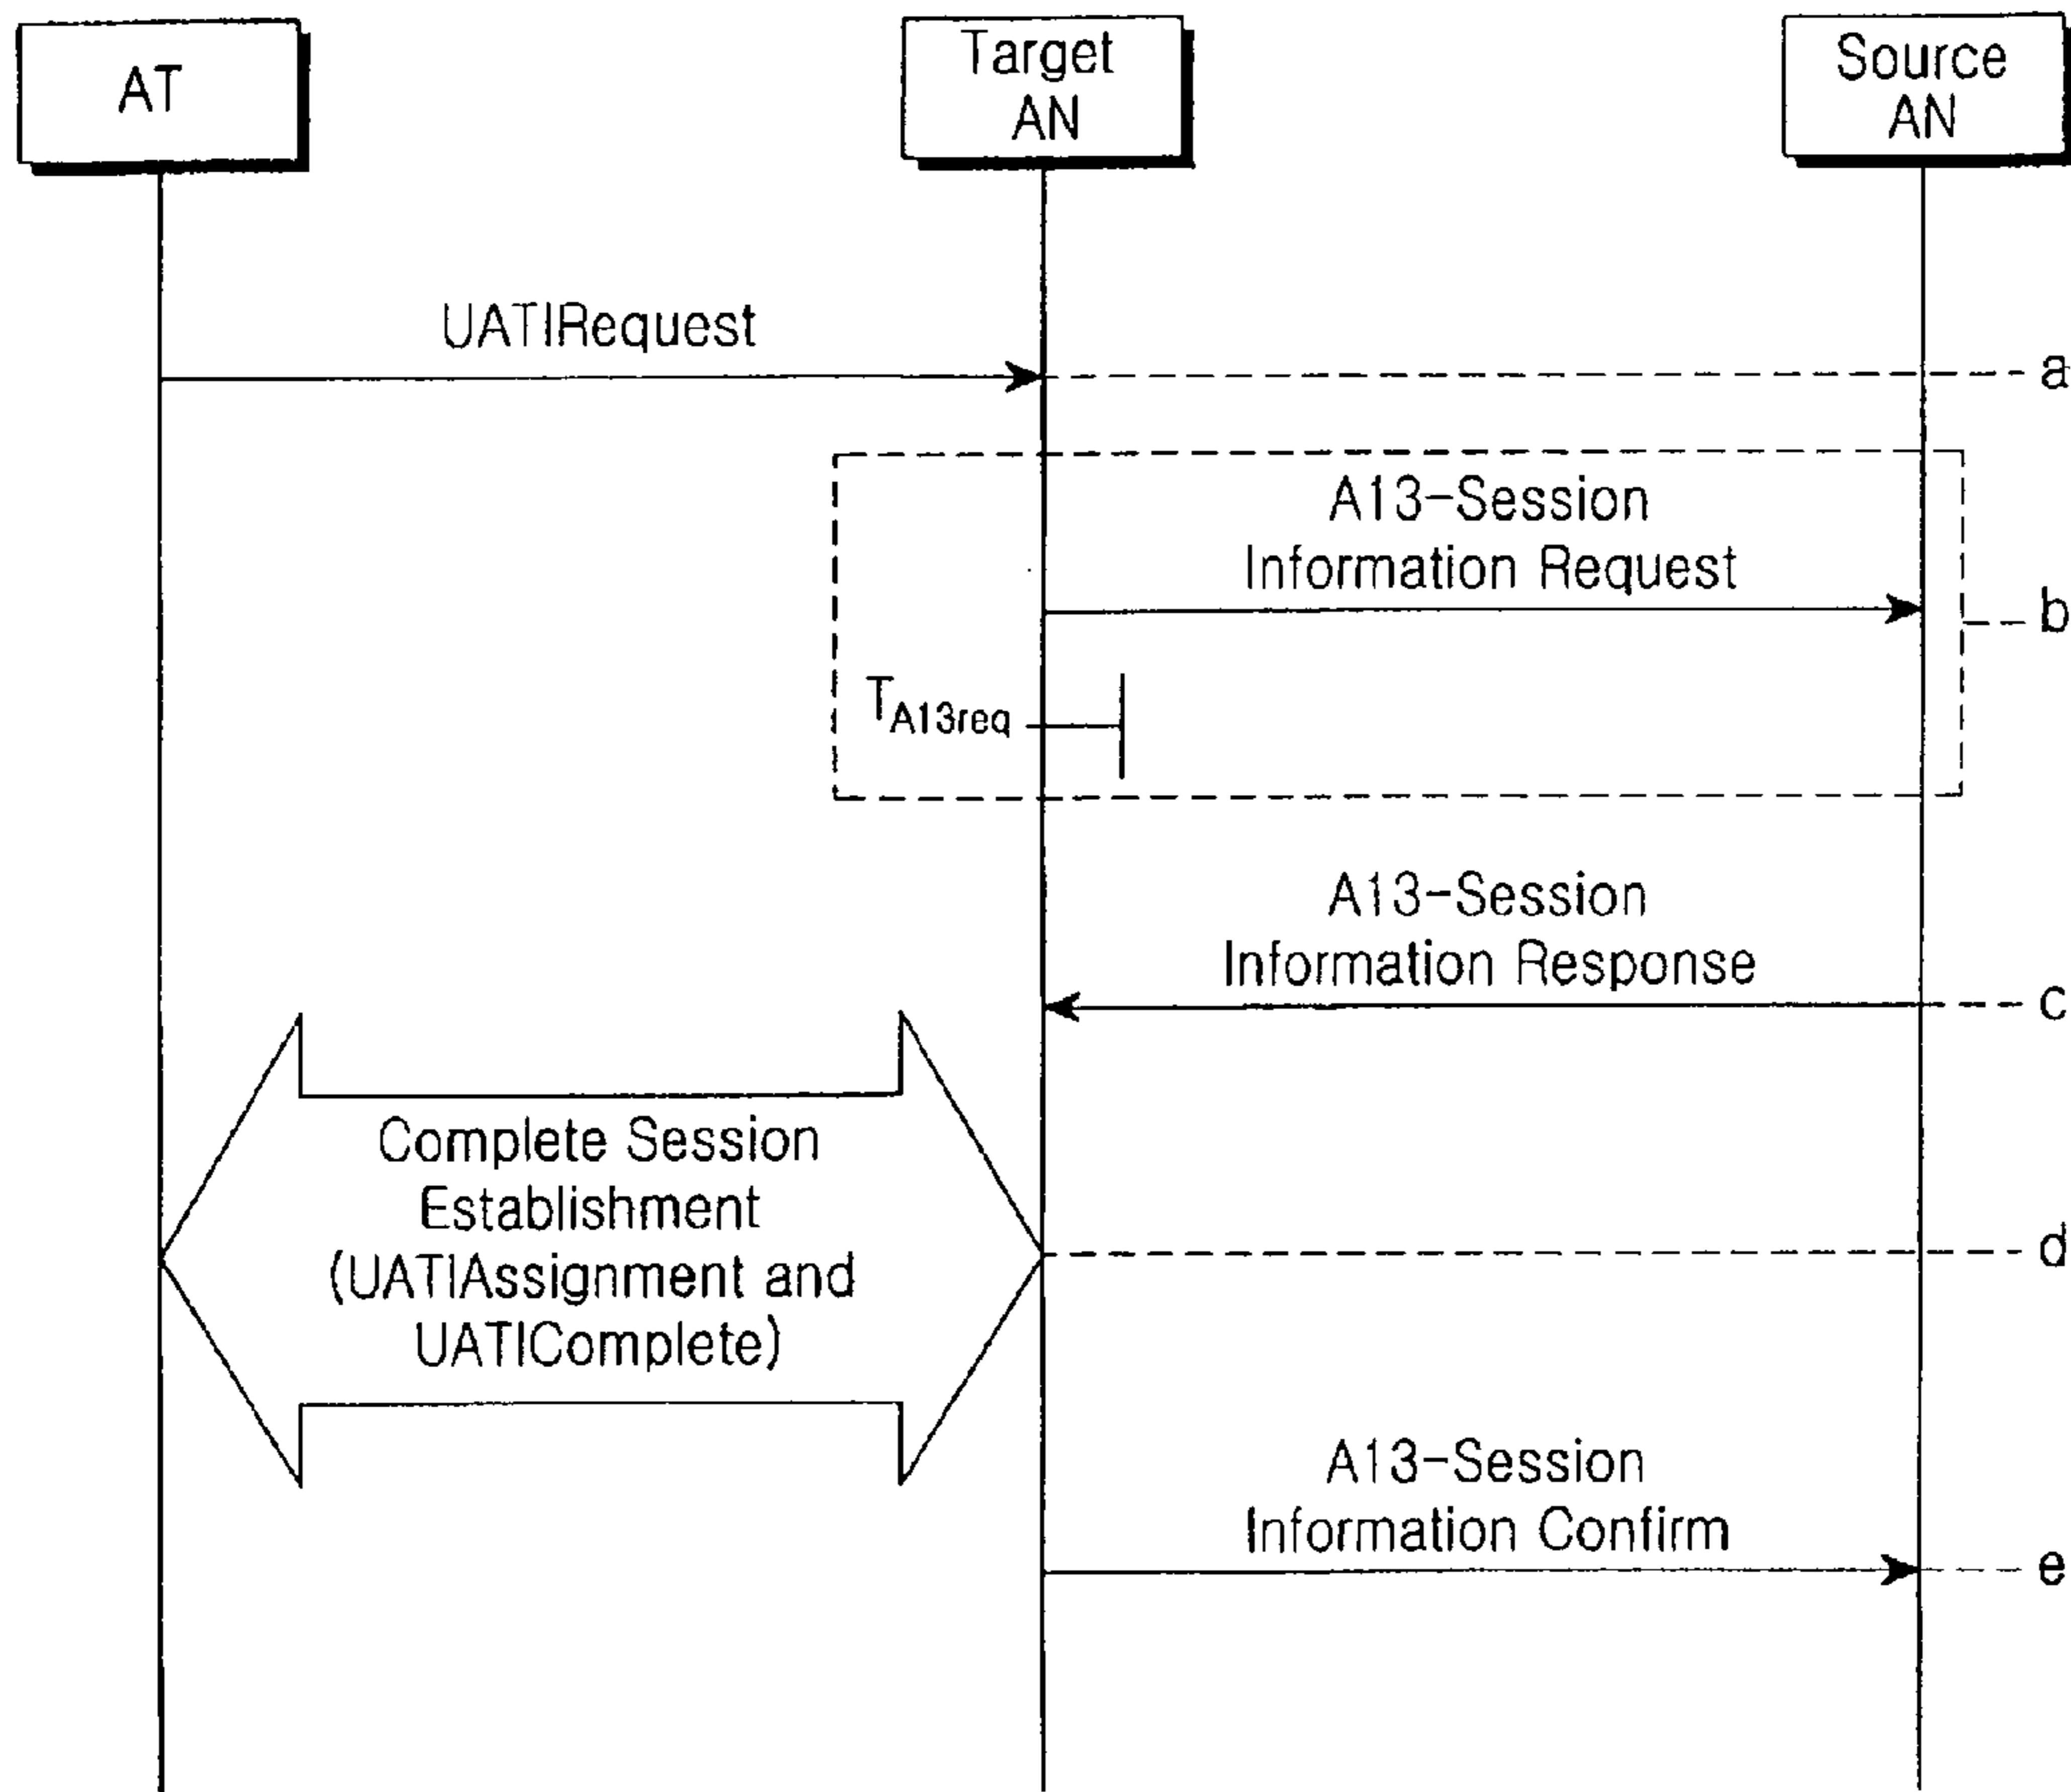 AT
Target
AN
Source
AN
UATIRequest
a
A13-Session
Information Request
b
TA13req
A13-Session
Information Response
c
Complete Session
Establishment
(UATIAssignment and
UATIComplete)
d
A13-Session
Information Confirm
e